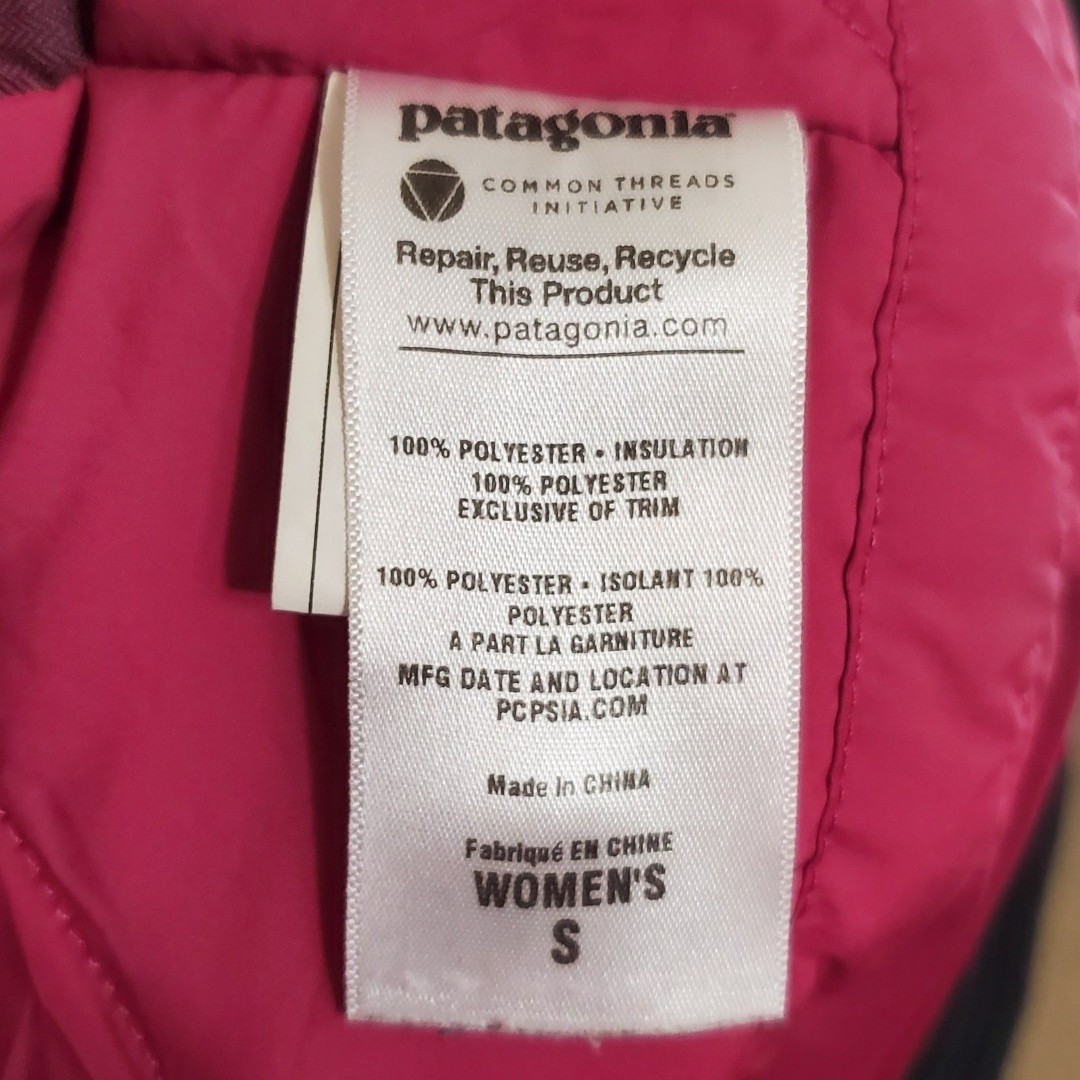 patagonia
COMMON THREADS
INITIATIVE
Repair, Reuse, Recycle
This Product
www.patagonia.com
100% POLYESTER • INSULATION
100% POLYESTER
EXCLUSIVE OF TRIM
100% POLYESTER • ISOLANT 100%
POLYESTER
A PART LA GARNITURE
MFG DATE AND LOCATION AT
PCPSIA.COM
Made in CHINA
Fabriqué EN CHINE
WOMEN'S
S